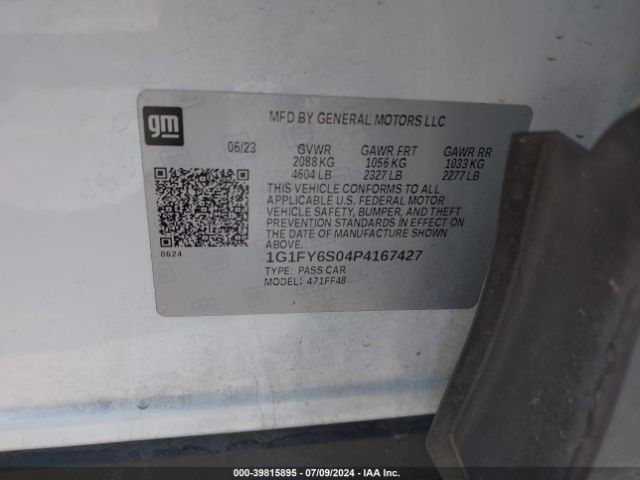 gm
MFD BY GENERAL MOTORS LLC
06/23 GVWR GAWR FRT GAWR RR
2088 KG 1056 KG 1033 KG
4604 LB 2327 LB 2277 LB
THIS VEHICLE CONFORMS TO ALL
APPLICABLE U.S. FEDERAL MOTOR
VEHICLE SAFETY, BUMPER, AND THEFT
PREVENTION STANDARDS IN EFFECT ON
THE DATE OF MANUFACTURE SHOWN
ABOVE.
8624
1G1FY6S04P4167427
TYPE: PASS CAR
MODEL: 471FF48
000-39815895 - 07/09/2024 - IAA Inc.